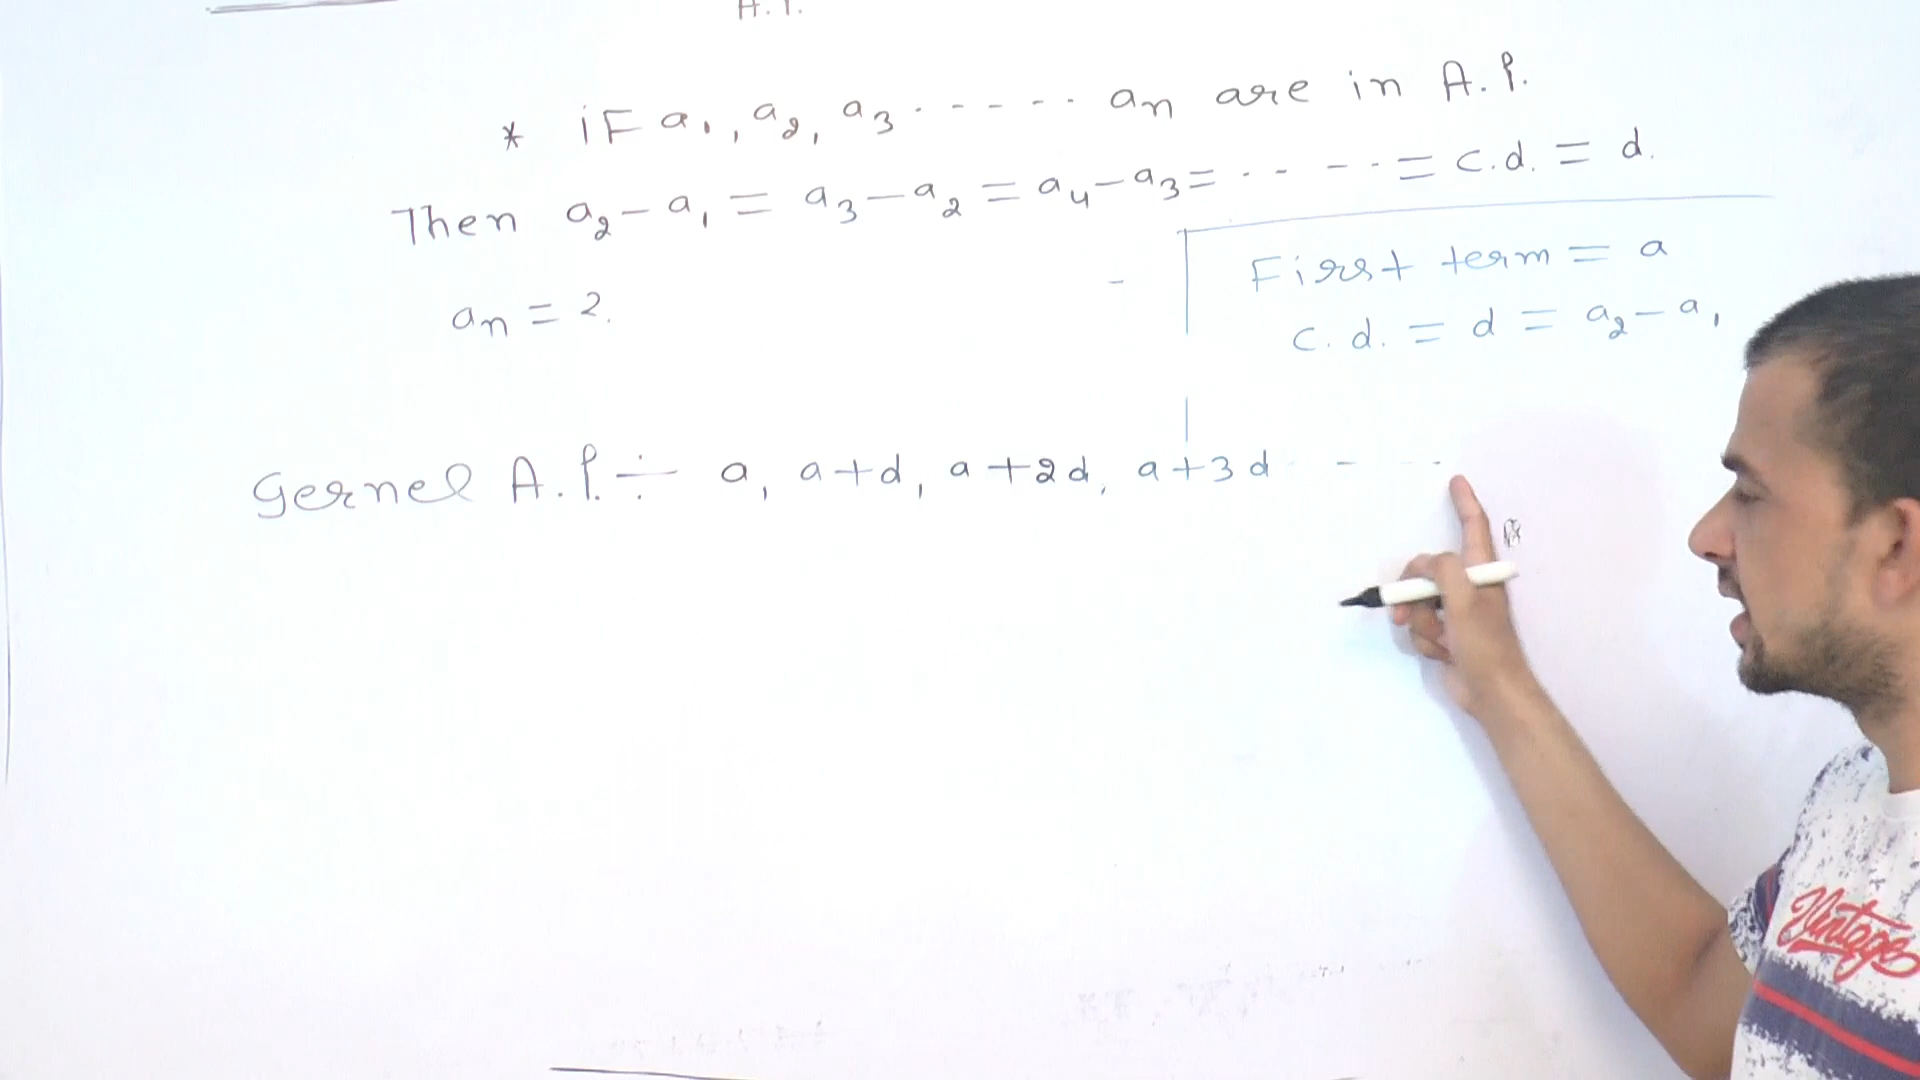 A.P.
* iF a1, a2, a3 ------ an are in A.P.
Then a2-a1 = a3-a2 = a4-a3 = ----- = c.d. = d.
First term = a
an = 2.
c.d. = d = a2-a1
Gernel A.P. ÷ a, a+d, a+2d, a+3d - - -
Vintage